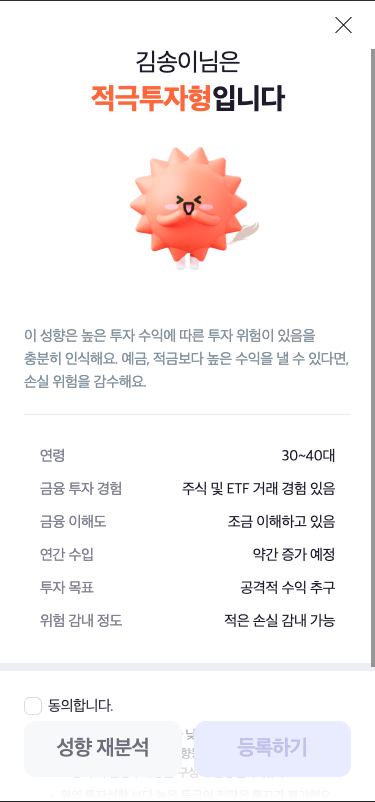 김송이님은
적극투자형입니다
이 성향은 높은 투자 수익에 따른 투자 위험이 있음을
충분히 인식해요. 예금, 적금보다 높은 수익을 낼 수 있다면,
손실 위험을 감수해요.
연령 30~40대
금융 투자 경험 주식 및 ETF 거래 경험 있음
금융 이해도 조금 이해하고 있음
연간 수입 약간 증가 예정
투자 목표 공격적 수익 추구
위험 감내 정도 적은 손실 감내 가능
동의합니다.
성향 재분석 등록하기